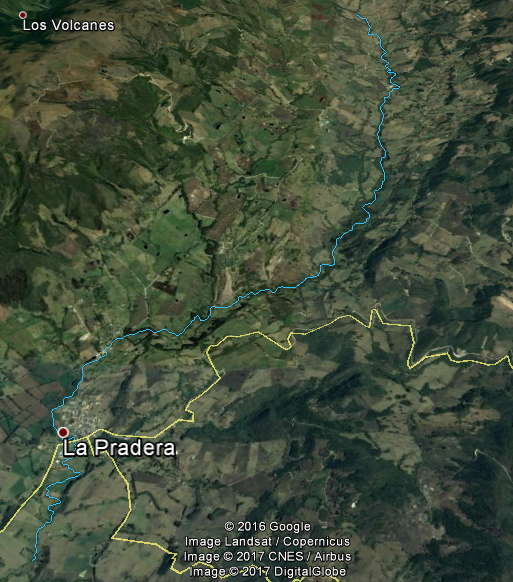 Los Volcanes
La Pradera
© 2016 Google
Image Landsat / Copernicus
Image © 2017 CNES / Airbus
Image © 2017 DigitalGlobe